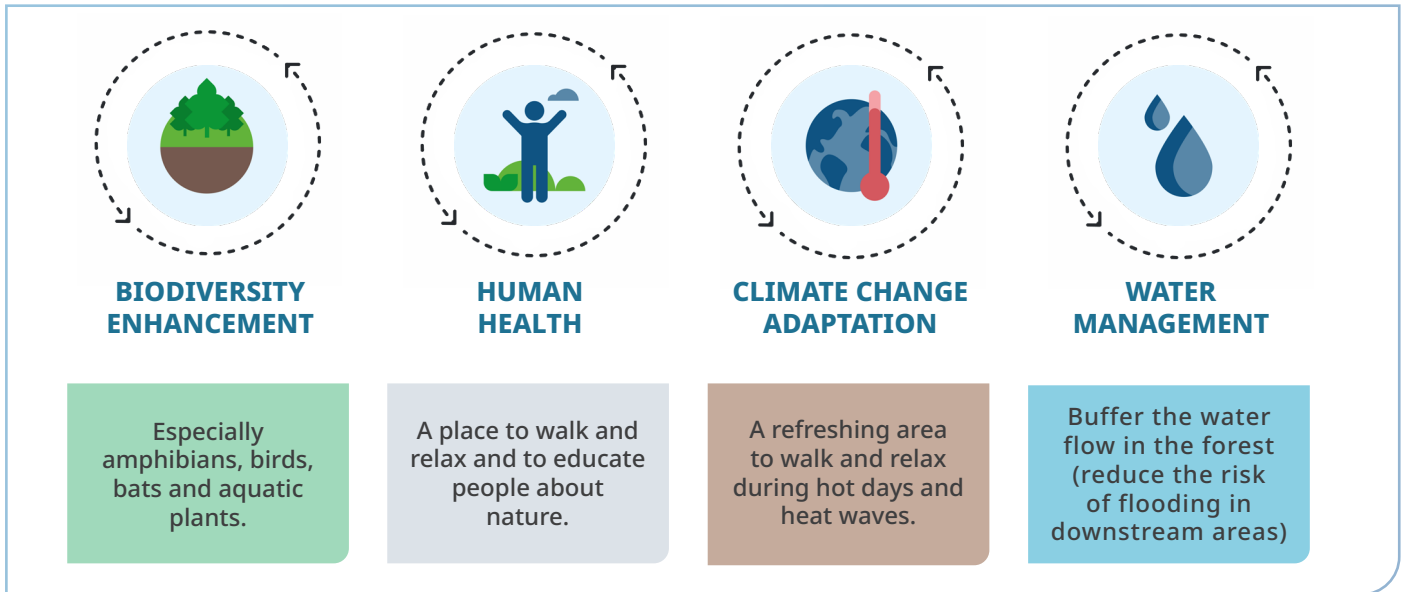 BIODIVERSITY
ENHANCEMENT
Especially
amphibians, birds,
bats and aquatic
plants.
HUMAN
HEALTH
A place to walk and
relax and to educate
people about
nature.
CLIMATE CHANGE
ADAPTATION
A refreshing area
to walk and relax
during hot days and
heat waves.
WATER
MANAGEMENT
Buffer the water
flow in the forest
(reduce the risk
of flooding in
downstream areas)